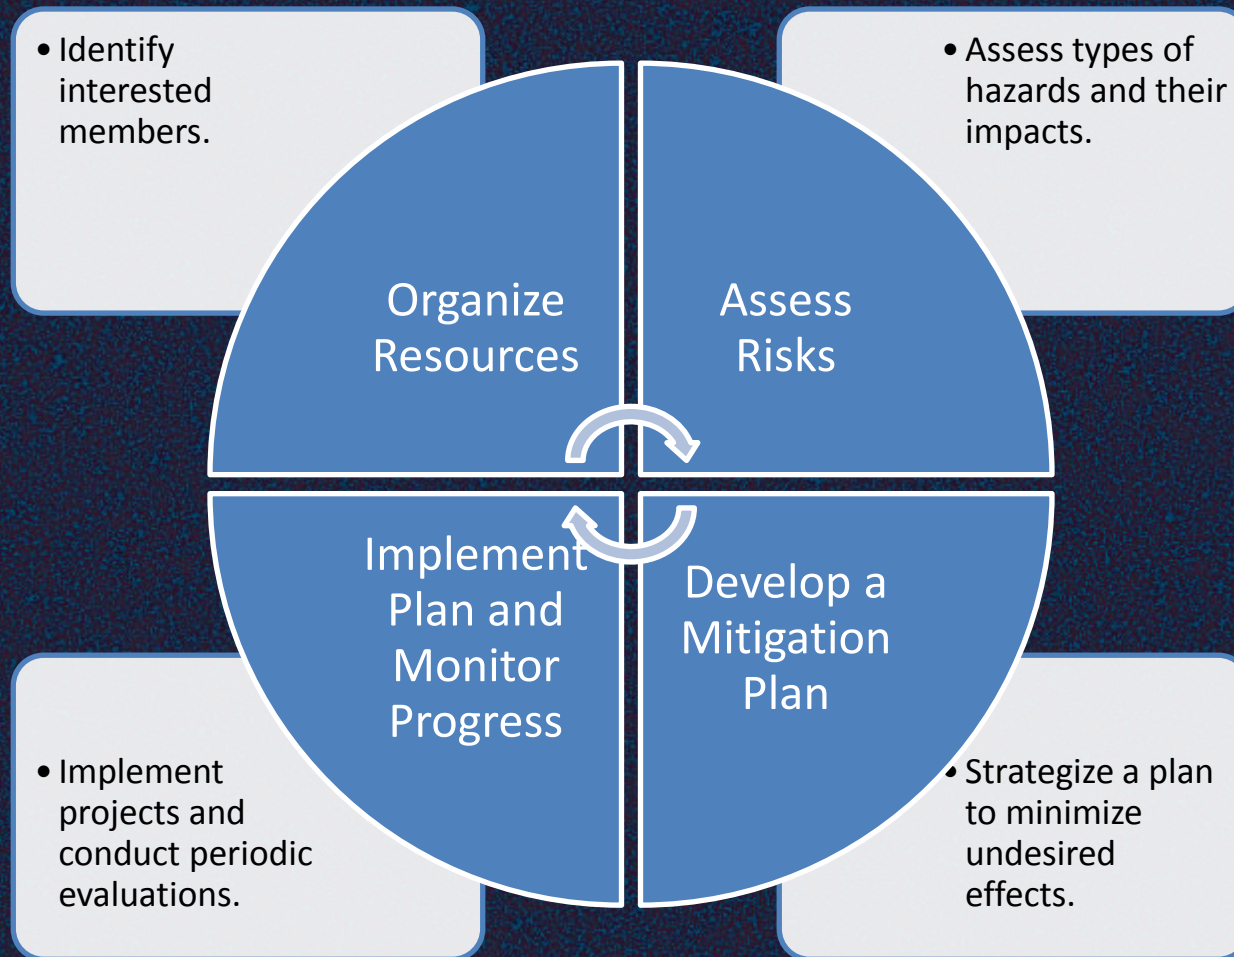 • Identify
interested
members.
• Assess types of
hazards and their
impacts.
Organize
Resources
Assess
Risks
Implement
Plan and
Monitor
Progress
Develop a
Mitigation
Plan
• Implement
projects and
conduct periodic
evaluations.
• Strategize a plan
to minimize
undesired
effects.